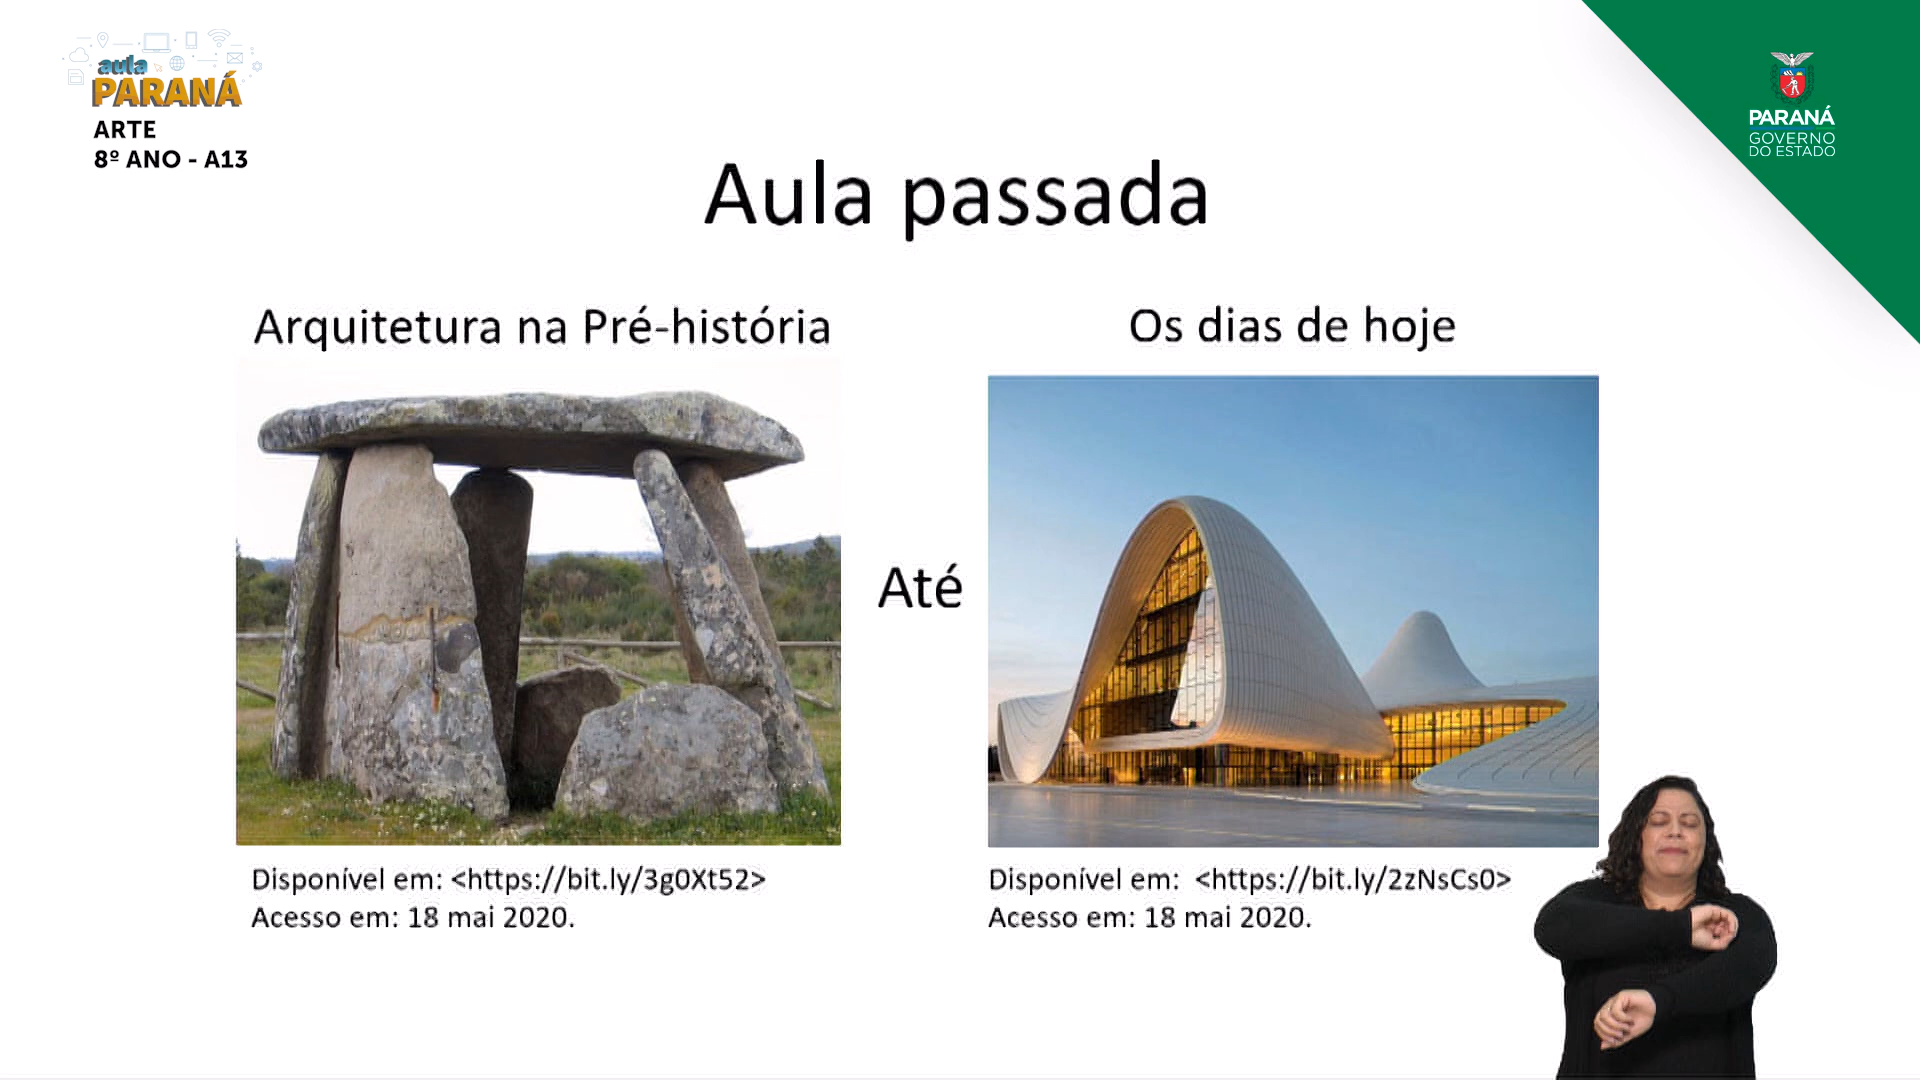 aula
PARANÁ
ARTE
8º ANO - A13
PARANÁ
GOVERNO
DO ESTADO
Aula passada
Arquitetura na Pré-história
Os dias de hoje
Até
Disponível em: <https://bit.ly/3g0Xt52>
Acesso em: 18 mai 2020.
Disponível em: <https://bit.ly/2zNsCs0>
Acesso em: 18 mai 2020.